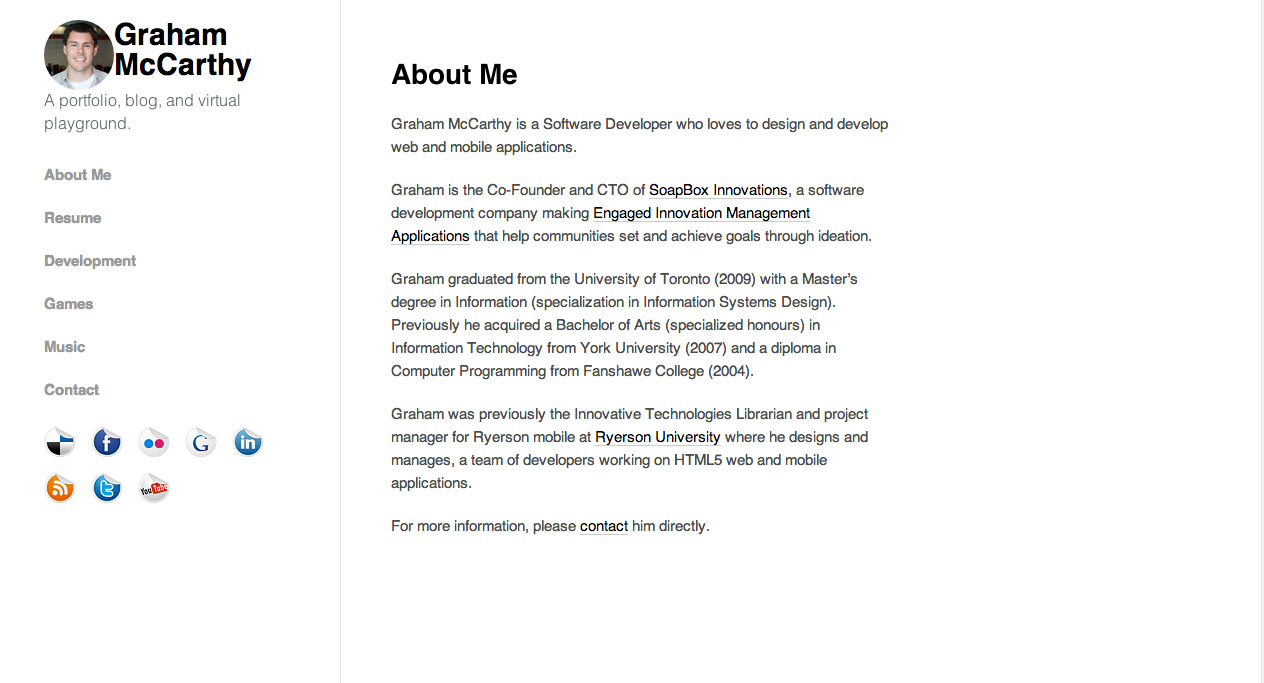 Graham
McCarthy
A portfolio, blog, and virtual
playground.
About Me
Resume
Development
Games
Music
Contact
f
G
in
t
YouTube
About Me
Graham McCarthy is a Software Developer who loves to design and develop
web and mobile applications.
Graham is the Co-Founder and CTO of SoapBox Innovations, a software
development company making Engaged Innovation Management
Applications that help communities set and achieve goals through ideation.
Graham graduated from the University of Toronto (2009) with a Master’s
degree in Information (specialization in Information Systems Design).
Previously he acquired a Bachelor of Arts (specialized honours) in
Information Technology from York University (2007) and a diploma in
Computer Programming from Fanshawe College (2004).
Graham was previously the Innovative Technologies Librarian and project
manager for Ryerson mobile at Ryerson University where he designs and
manages, a team of developers working on HTML5 web and mobile
applications.
For more information, please contact him directly.